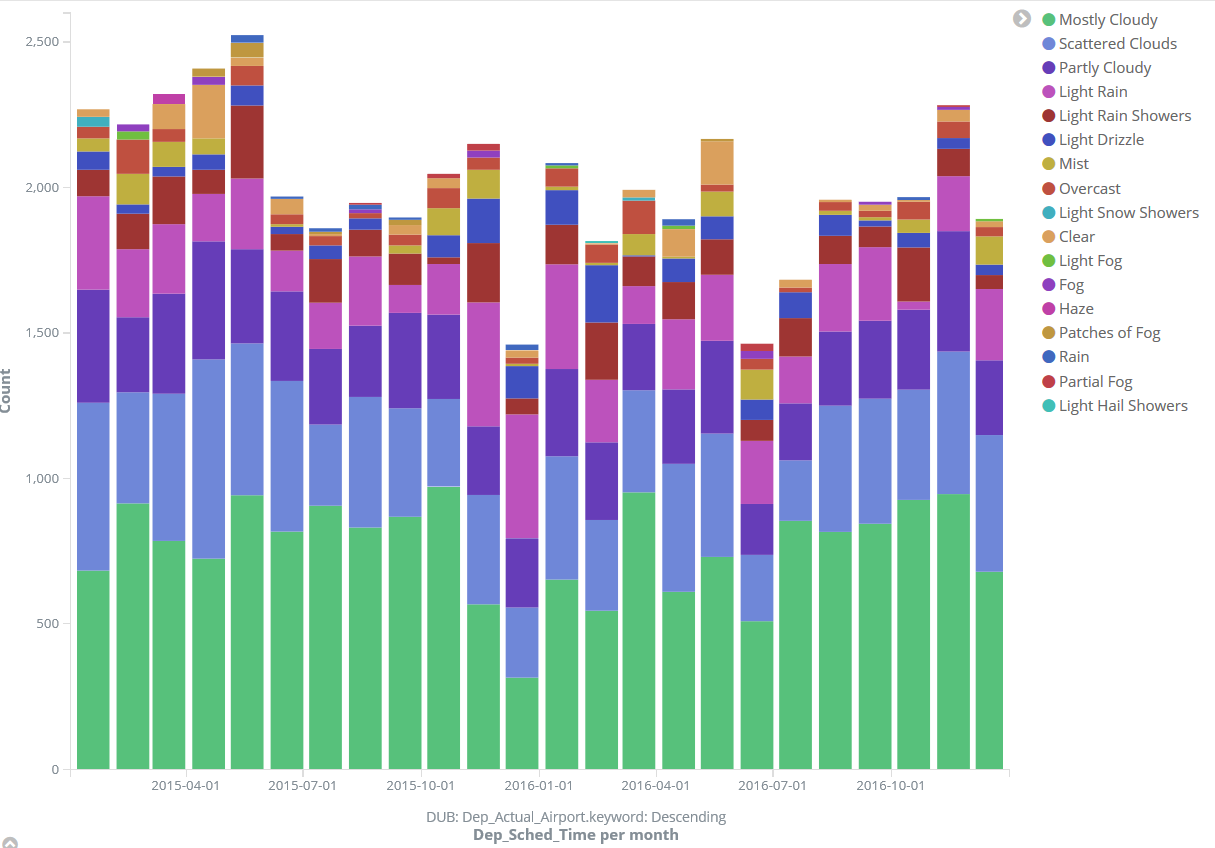 2,500
2,000
1,500
1,000
500
0
Count
2015-04-01
2015-07-01
2015-10-01
2016-01-01
2016-04-01
2016-07-01
2016-10-01
DUB: Dep_Actual_Airport.keyword: Descending
Dep_Sched_Time per month
Mostly Cloudy
Scattered Clouds
Partly Cloudy
Light Rain
Light Rain Showers
Light Drizzle
Mist
Overcast
Light Snow Showers
Clear
Light Fog
Fog
Haze
Patches of Fog
Rain
Partial Fog
Light Hail Showers